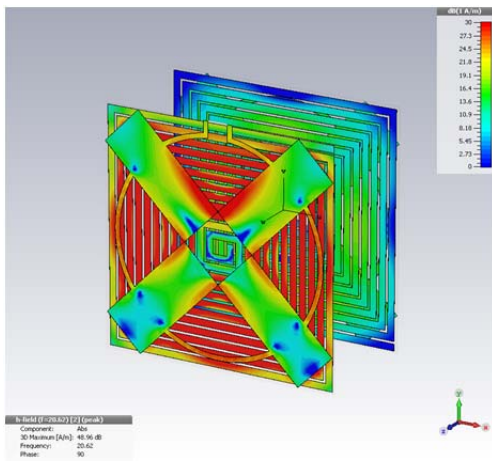 dB(1 A/m)
30
27.3
24.5
21.8
19.1
16.4
13.6
10.9
8.18
5.45
2.73
0
h-field (f=20.62) [2] (peak)
Component: Abs
3D Maximum [A/m]: 48.96 dB
Frequency: 20.62
Phase: 90